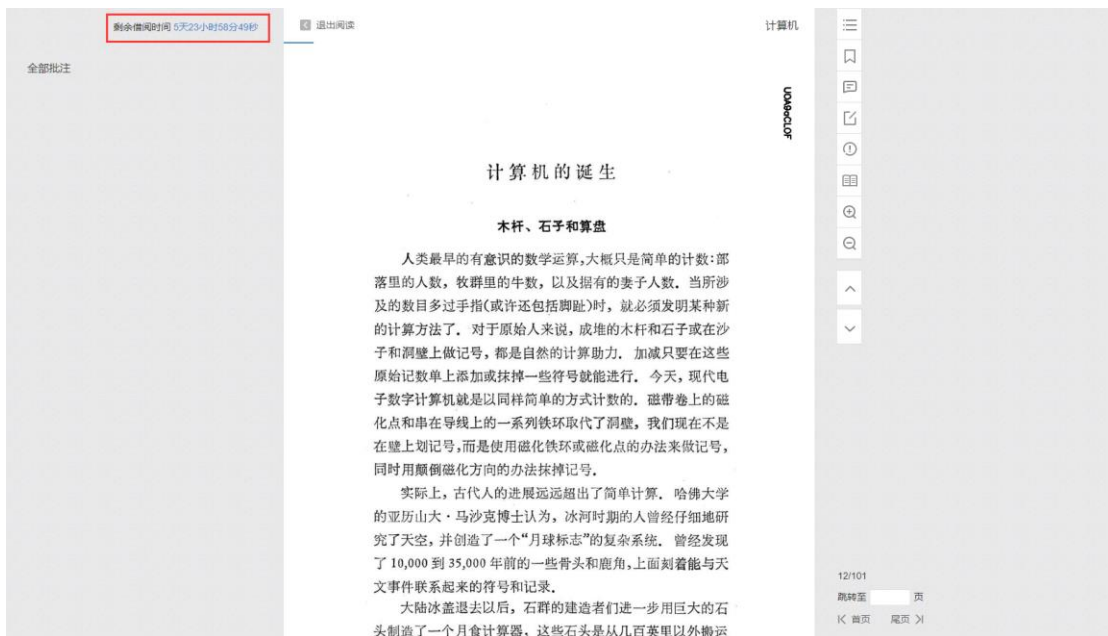 剩余借阅时间 5天23小时58分49秒
退出阅读
计算机
全部批注
计算机的诞生
木杆、石子和算盘
人类最早的有意识的数学运算,大概只是简单的计数:部
落里的人数,牧群里的牛数,以及据有的妻子人数. 当所涉
及的数目多过手指(或许还包括脚趾)时,就必须发明某种新
的计算方法了. 对于原始人来说,成堆的木杆和石子或在沙
子和洞壁上做记号,都是自然的计算助力. 加减只要在这些
原始记数单上添加或抹掉一些符号就能进行. 今天,现代电
子数字计算机就是以同样简单的方式计数的. 磁带卷上的磁
化点和串在导线上的一系列铁环取代了洞壁,我们现在不是
在壁上划记号,而是使用磁化铁环或磁化点的办法来做记号,
同时用颠倒磁化方向的办法抹掉记号.
实际上,古代人的进展远远超出了简单计算. 哈佛大学
的亚历山大·马沙克博士认为,冰河时期的人曾经仔细地研
究了天空,并创造了一个“月球标志”的复杂系统. 曾经发现
了10,000到35,000年前的一些骨头和鹿角,上面刻着能与天
文事件联系起来的符号和记录.
大陆冰盖退去以后,石群的建造者们进一步用巨大的石
头制造了一个月食计算器,这些石头是从几百英里以外搬运
12/101
跳转至 页
首页 尾页